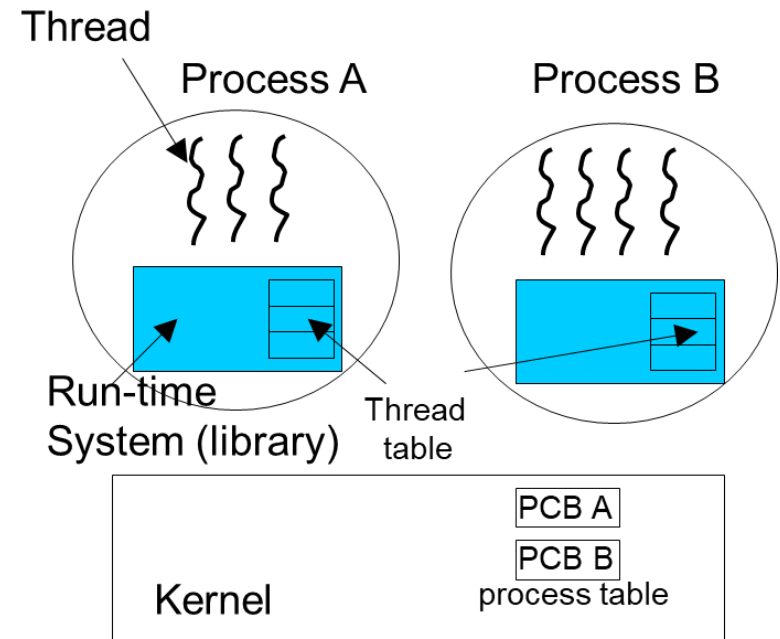 Thread
Process A
Process B
Run-time
System (library)
Thread
table
PCB A
PCB B
process table
Kernel